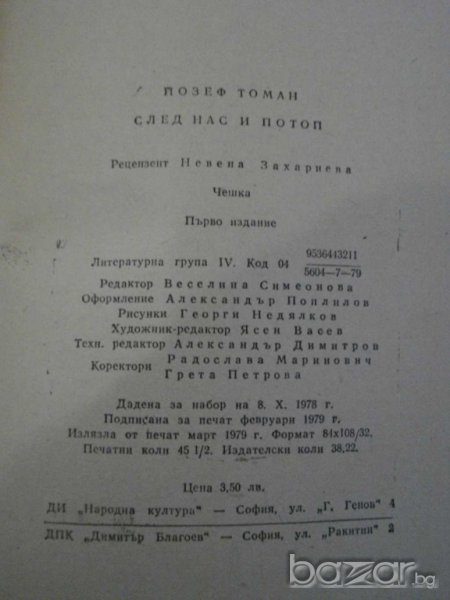 ЙОЗЕФ ТОМАН
СЛЕД НАС И ПОТОП
Рецензент Невена Захариева
Чешка
Първо издание
Литературна група IV. Код 04 9536443211
5604—7—79
Редактор Веселина Симеонова
Оформление Александър Поплилов
Рисунки Георги Недялков
Художник-редактор Ясен Васев
Техн. редактор Александър Димитров
Коректори Радослава Маринович
Грета Петрова
Дадена за набор на 8. X. 1978 г.
Подписана за печат февруари 1979 г.
Излязла от печат март 1979 г. Формат 84х108/32.
Печатни коли 45 1/2. Издателски коли 38,22.
Цена 3,50 лв.
ДИ „Народна култура" — София, ул. „Г. Генов" 4
ДПК „Димитър Благоев" — София, ул. „Ракитин" 2
bazar.bg